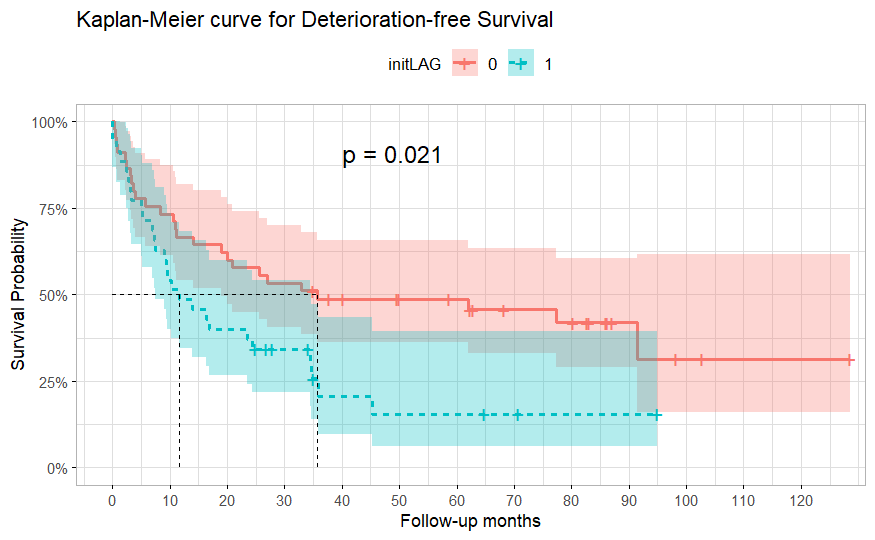 Kaplan-Meier curve for Deterioration-free Survival
initLAG 0 1
p = 0.021
Survival Probability
100%
75%
50%
25%
0%
0 10 20 30 40 50 60 70 80 90 100 110 120
Follow-up months